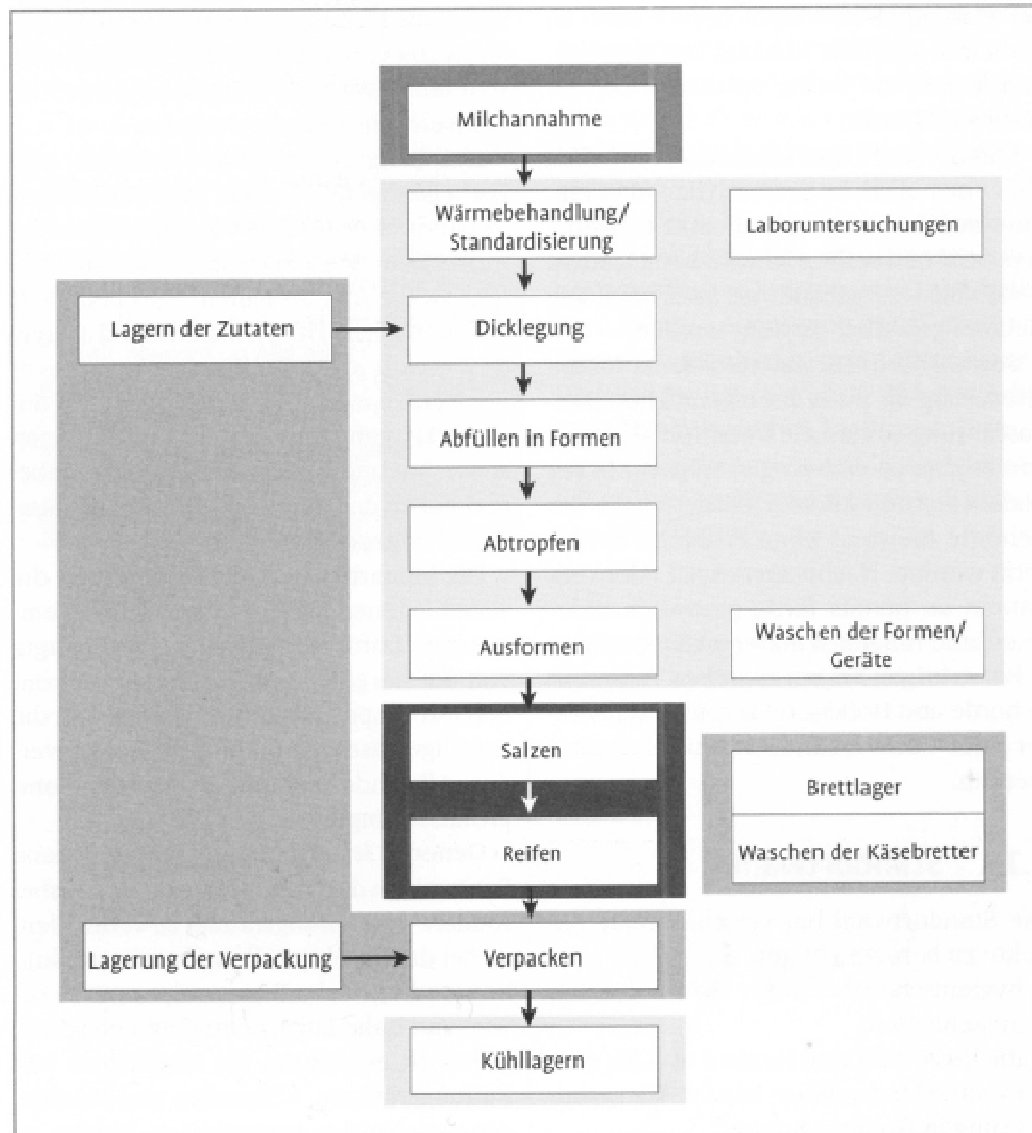 Milchannahme
Wärmebehandlung/
Standardisierung
Laboruntersuchungen
Lagern der Zutaten
Dicklegung
Abfüllen in Formen
Abtropfen
Ausformen
Waschen der Formen/
Geräte
Salzen
Brettlager
Reifen
Waschen der Käsebretter
Lagerung der Verpackung
Verpacken
Kühllagern